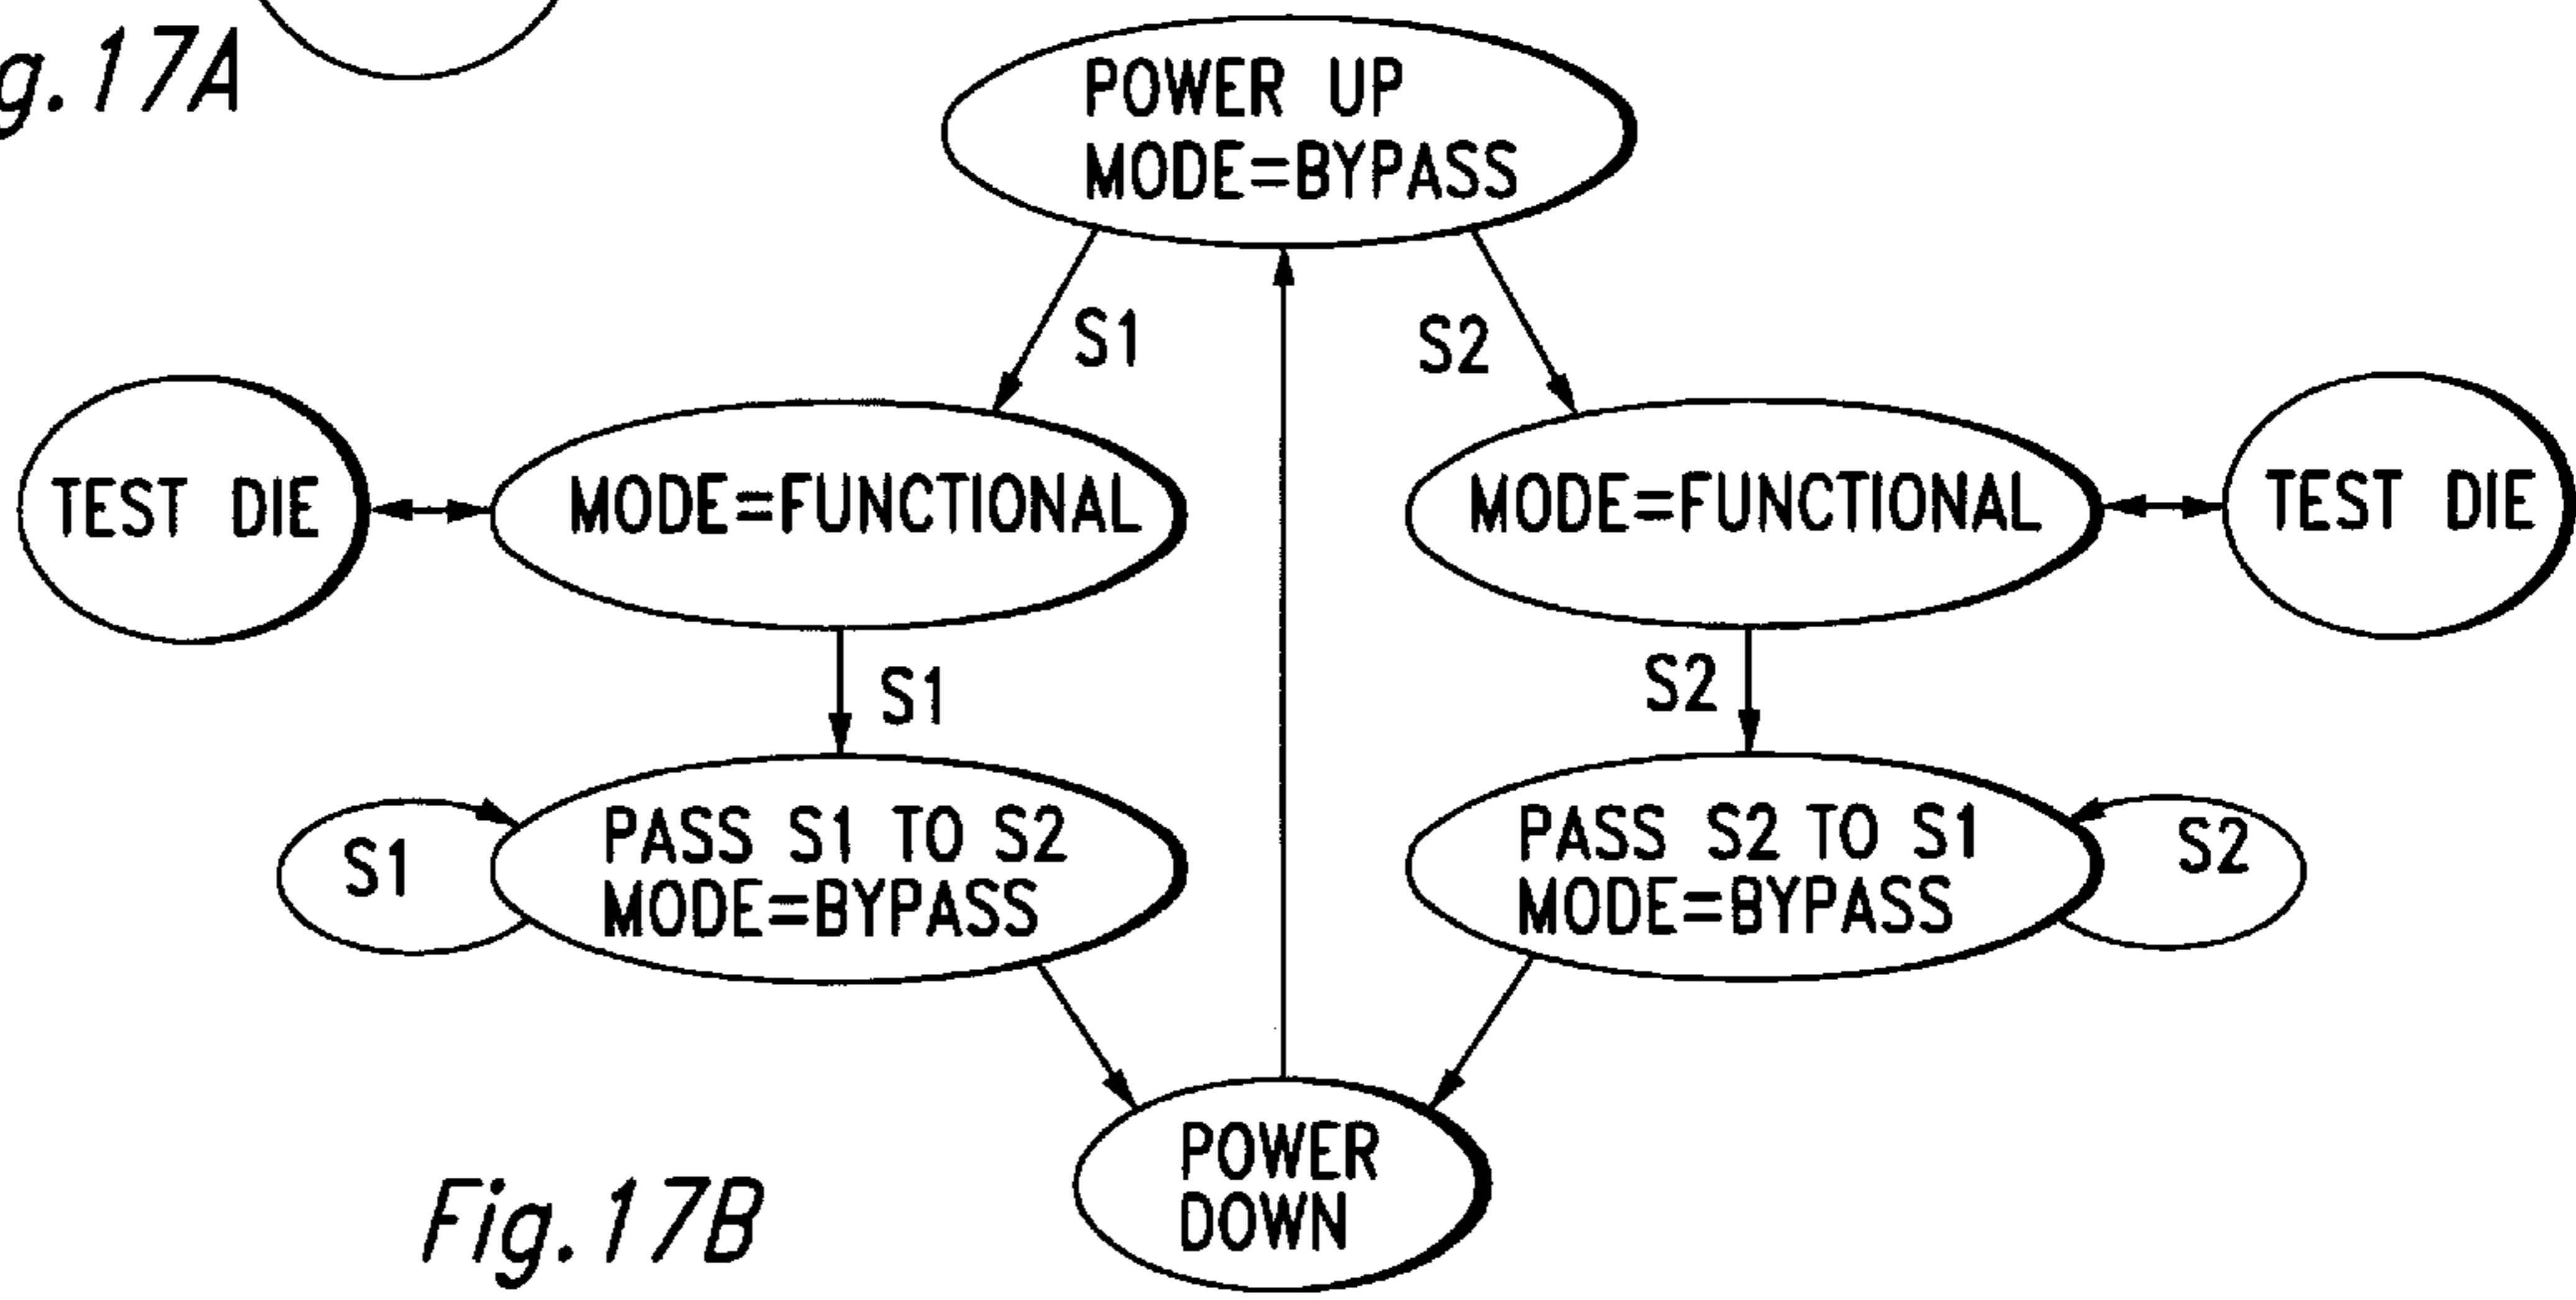 g.17A
POWER UP
MODE=BYPASS
S1
S2
TEST DIE
MODE=FUNCTIONAL
MODE=FUNCTIONAL
TEST DIE
S1
S2
S1
PASS S1 TO S2
MODE=BYPASS
PASS S2 TO S1
MODE=BYPASS
S2
POWER
DOWN
Fig.17B